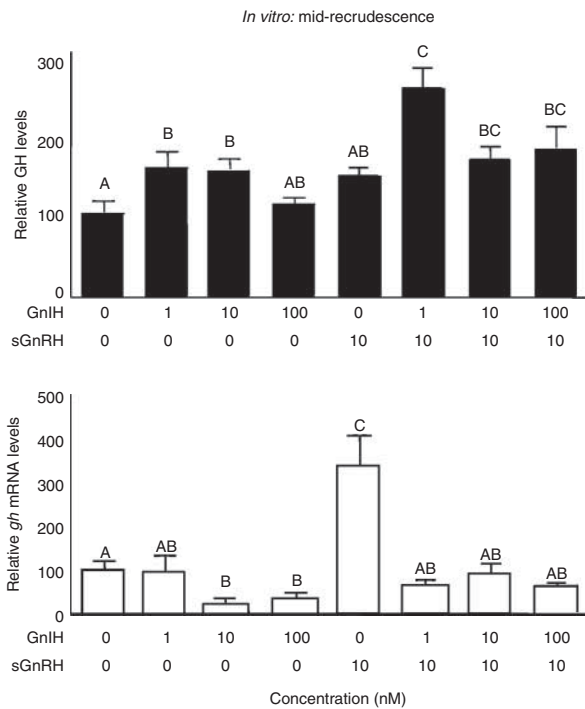 In vitro: mid-recrudescence
Relative GH levels
300
200
100
0
A
B
B
AB
AB
C
BC
BC
GnIH 0 1 10 100 0 1 10 100
sGnRH 0 0 0 0 10 10 10 10
Relative gh mRNA levels
500
400
300
200
100
0
A
AB
B
B
C
AB
AB
AB
GnIH 0 1 10 100 0 1 10 100
sGnRH 0 0 0 0 10 10 10 10
Concentration (nM)